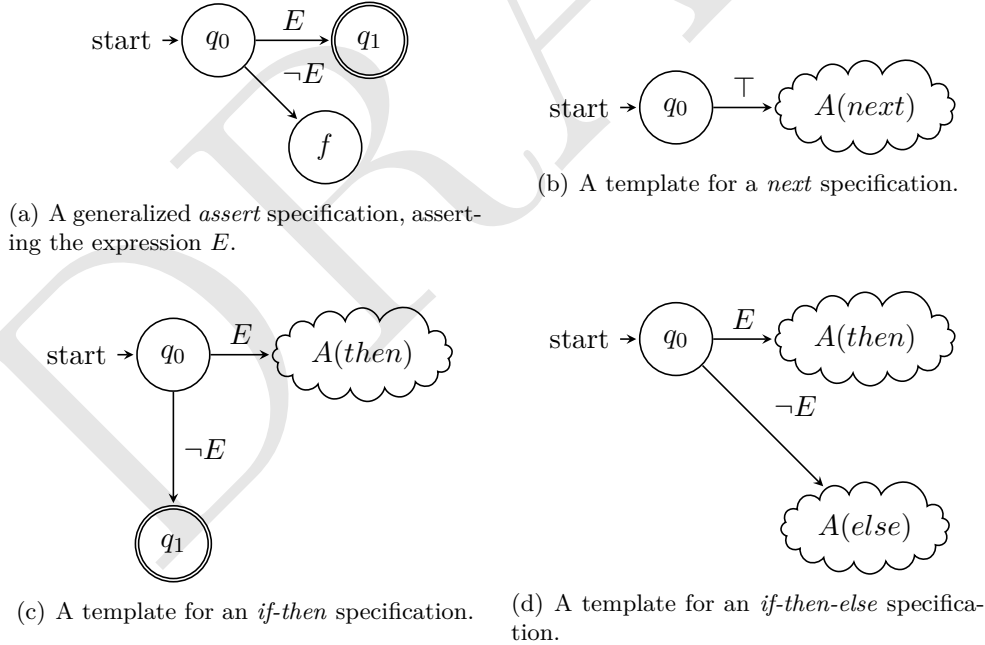 start q₀ E q₁
¬E
f
(a) A generalized assert specification, assert-
ing the expression E.
start q₀ ⊤ A(next)
(b) A template for a next specification.
start q₀ E A(then)
¬E
q₁
(c) A template for an if-then specification.
start q₀ E A(then)
¬E
A(else)
(d) A template for an if-then-else specifica-
tion.
DRA